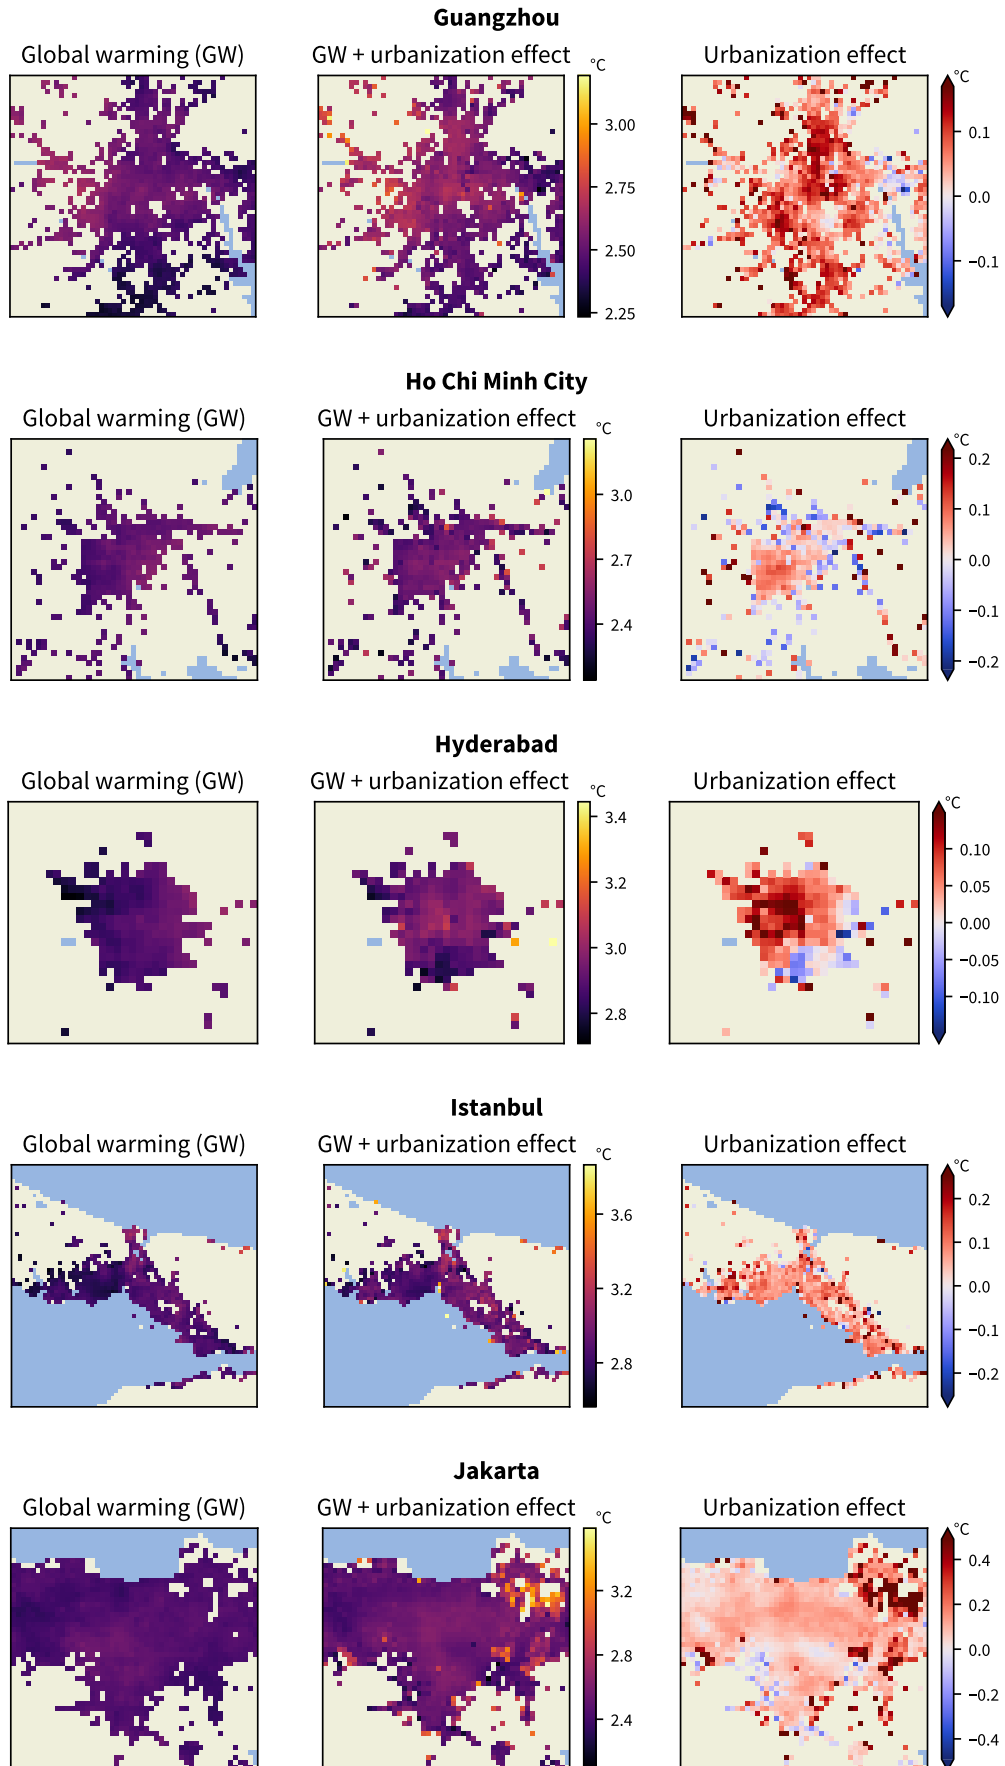 Guangzhou
Global warming (GW) GW + urbanization effect Urbanization effect
°C °C
3.00
2.75
2.50
2.25
0.1
0.0
−0.1
Ho Chi Minh City
Global warming (GW) GW + urbanization effect Urbanization effect
°C °C
3.0
2.7
2.4
0.2
0.1
0.0
−0.1
−0.2
Hyderabad
Global warming (GW) GW + urbanization effect Urbanization effect
°C °C
3.4
3.2
3.0
2.8
0.10
0.05
0.00
−0.05
−0.10
Istanbul
Global warming (GW) GW + urbanization effect Urbanization effect
°C °C
3.6
3.2
2.8
0.2
0.1
0.0
−0.1
−0.2
Jakarta
Global warming (GW) GW + urbanization effect Urbanization effect
°C °C
3.2
2.8
2.4
0.4
0.2
0.0
−0.2
−0.4